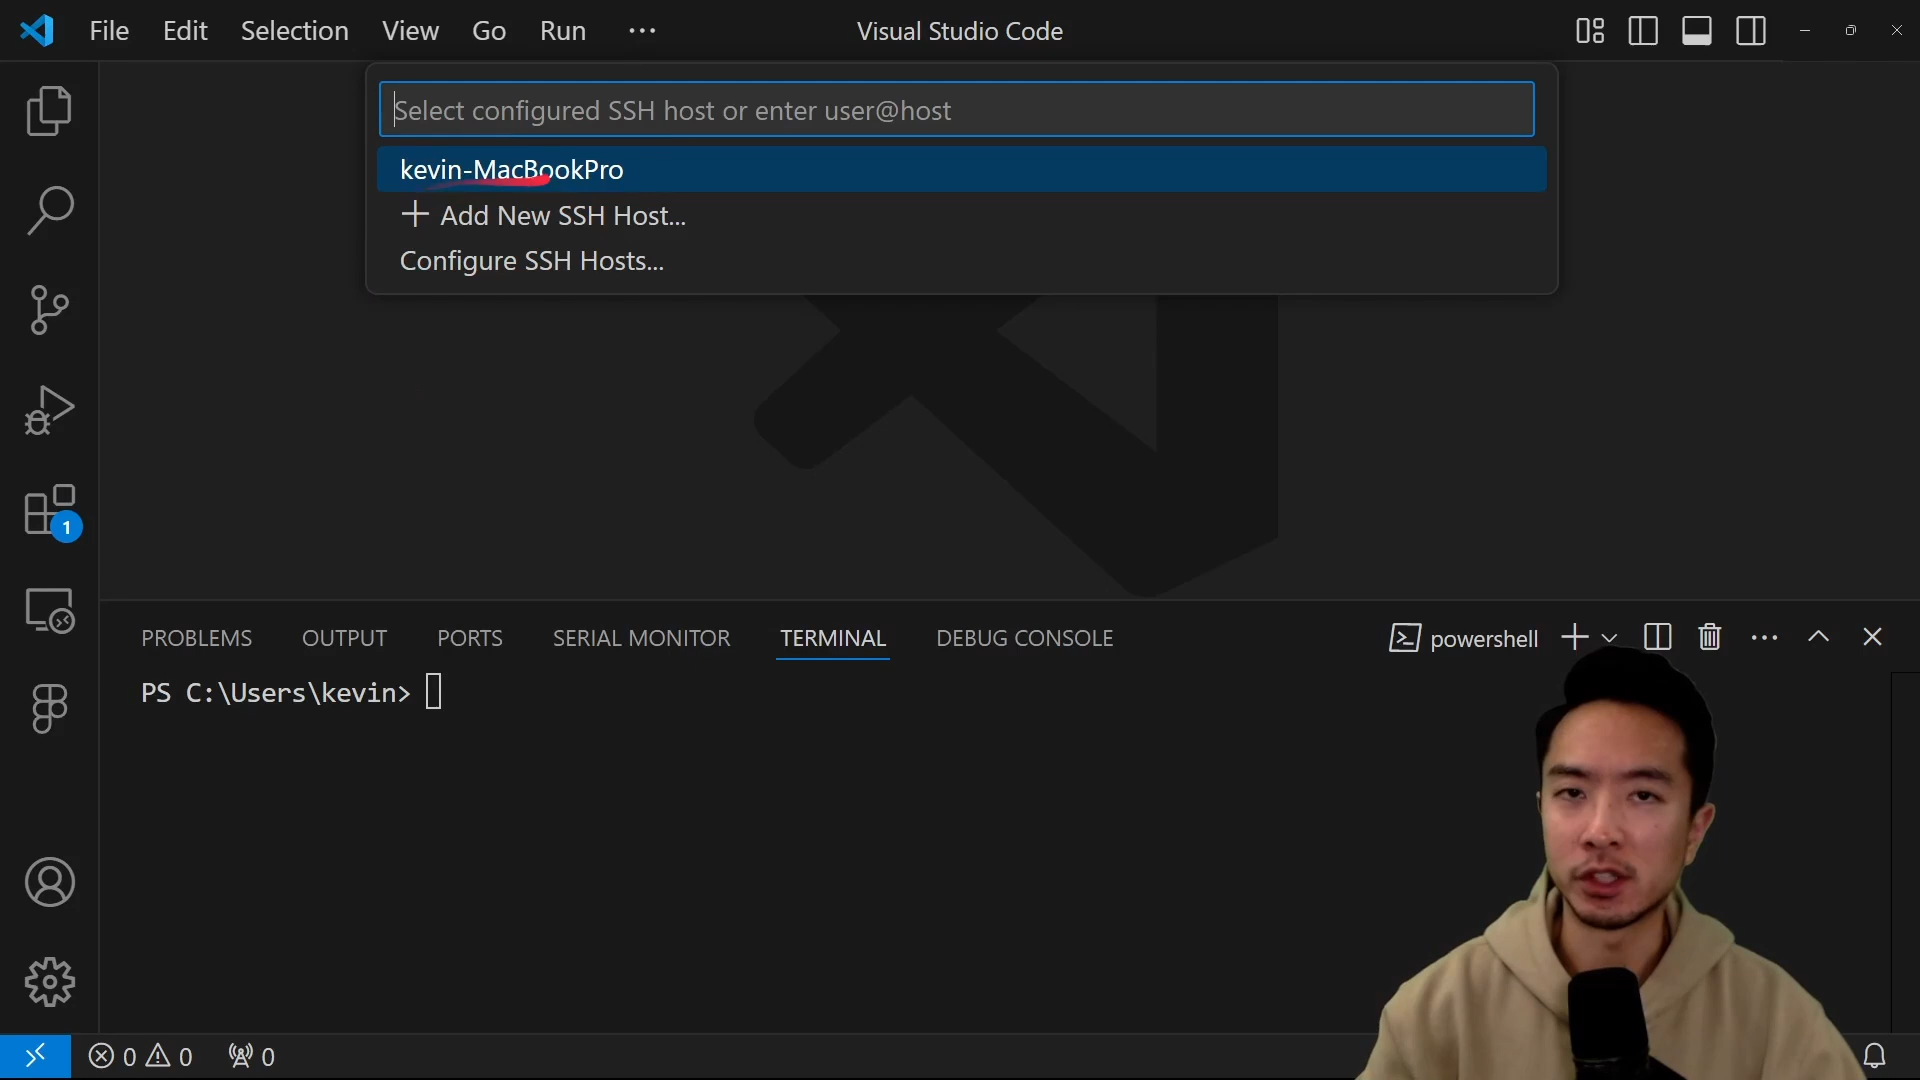 File Edit Selection View Go Run ...
Visual Studio Code
Select configured SSH host or enter user@host
kevin-MacBookPro
+ Add New SSH Host...
Configure SSH Hosts...
1
PROBLEMS OUTPUT PORTS SERIAL MONITOR TERMINAL DEBUG CONSOLE
powershell
PS C:\Users\kevin>
0 0 0